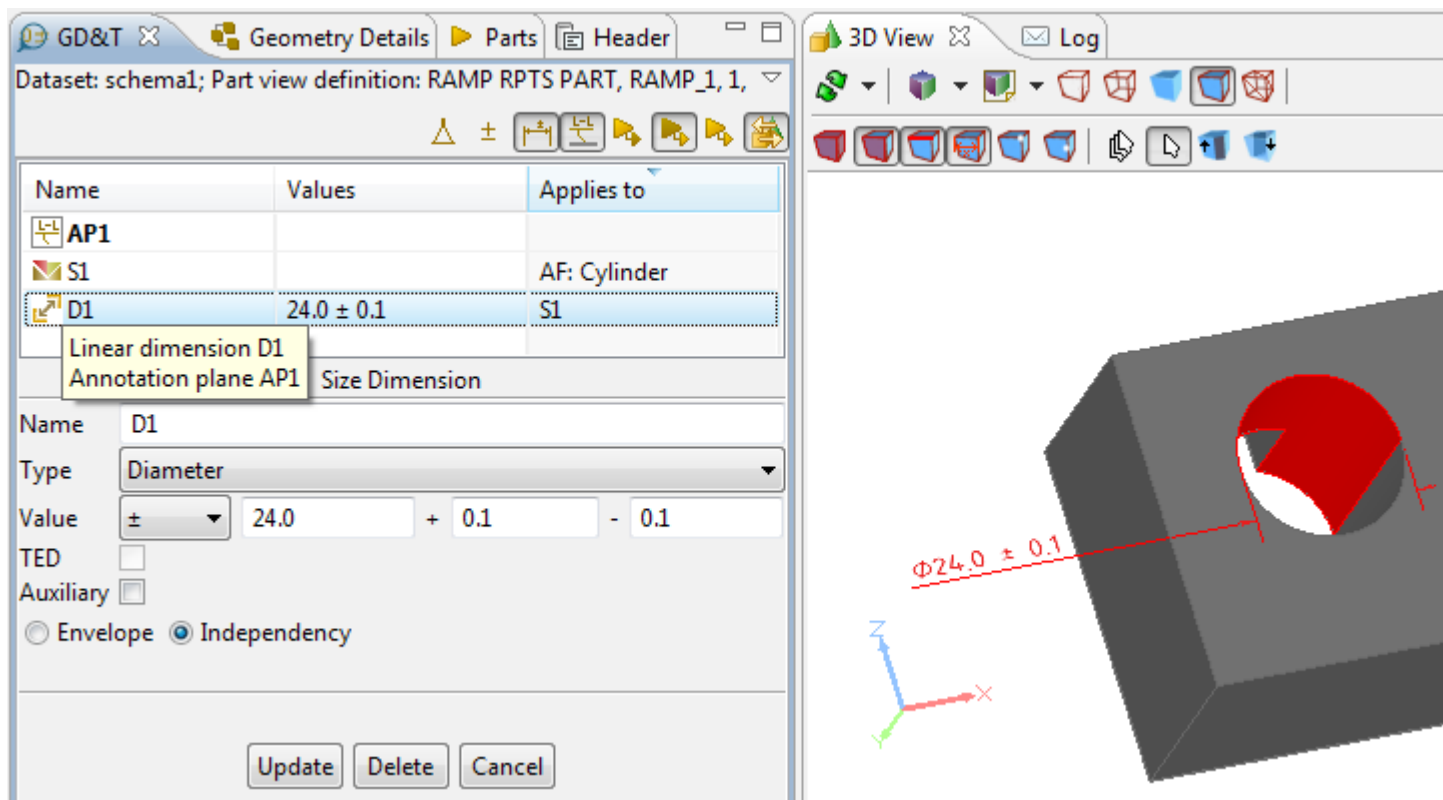 GD&T Geometry Details Parts Header
Dataset: schema1; Part view definition: RAMP RPTS PART, RAMP_1, 1,
Name Values Applies to
AP1
S1 AF: Cylinder
D1 24.0 ± 0.1 S1
Linear dimension D1
Annotation plane AP1
Size Dimension
Name D1
Type Diameter
Value ± 24.0 + 0.1 - 0.1
TED
Auxiliary
Envelope Independency
Update Delete Cancel
3D View Log
Φ24.0 ± 0.1
Z
X
Y